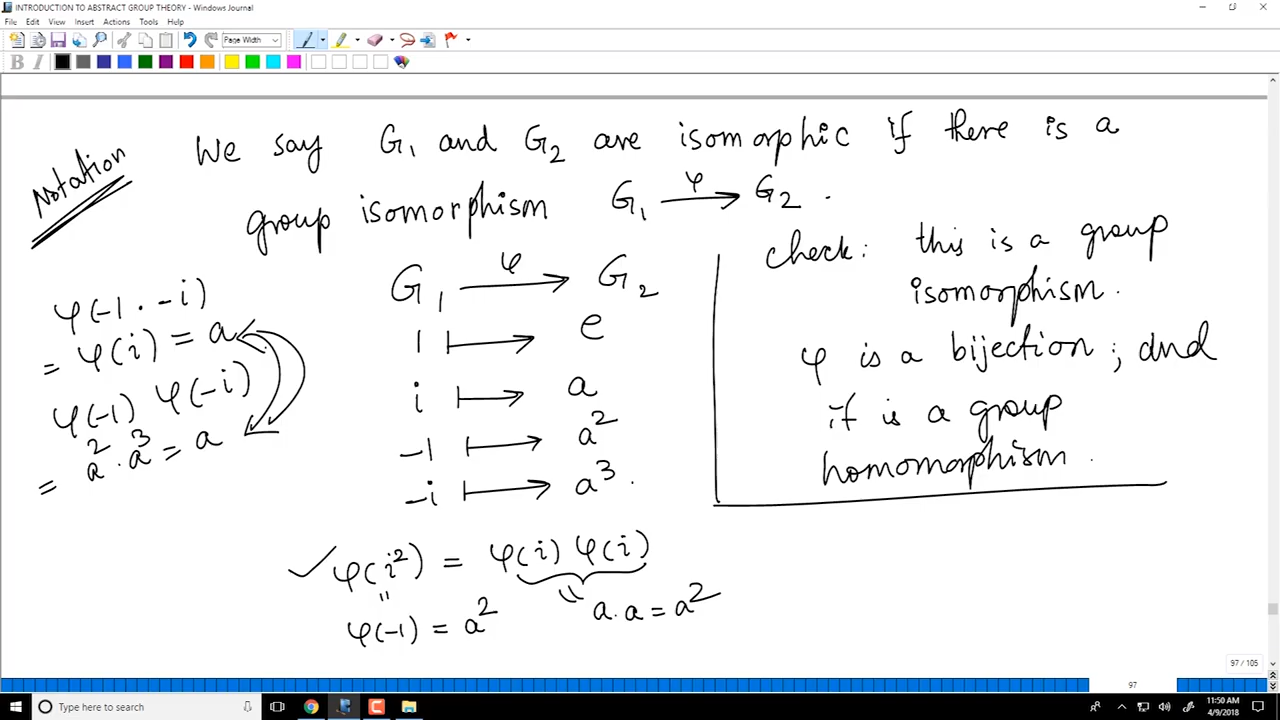 INTRODUCTION TO ABSTRACT GROUP THEORY - Windows Journal
File Edit View Insert Actions Tools Help
Page Width
B I
Notation
We say G₁ and G₂ are isomorphic if there is a
group isomorphism G₁ —φ→ G₂ .
G₁ —φ→ G₂
1 ↦ e
i ↦ a
-1 ↦ a²
-i ↦ a³ .
check: this is a group
isomorphism.
φ is a bijection; and
it is a group
homomorphism.
φ(-1 · -i)
= φ(i) = a
φ(-1) φ(-i)
= a² · a³ = a
✓ φ(i²) = φ(i) φ(i)
" "
φ(-1) = a² a·a = a²
97 / 105
97
Type here to search
11:50 AM
4/9/2018